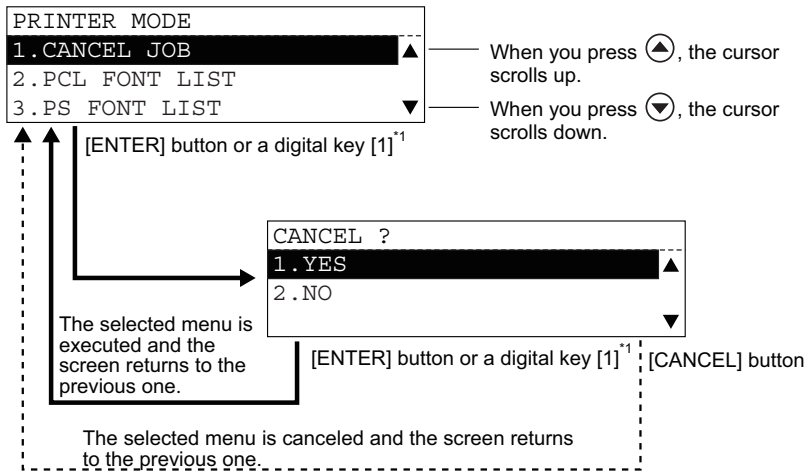 PRINTER MODE
1.CANCEL JOB ▲
2.PCL FONT LIST
3.PS FONT LIST ▼
When you press ▲, the cursor
scrolls up.
When you press ▼, the cursor
scrolls down.
[ENTER] button or a digital key [1]*1
CANCEL ?
1.YES ▲
2.NO
▼
The selected menu is
executed and the
screen returns to the
previous one.
[ENTER] button or a digital key [1]*1
[CANCEL] button
The selected menu is canceled and the screen returns
to the previous one.